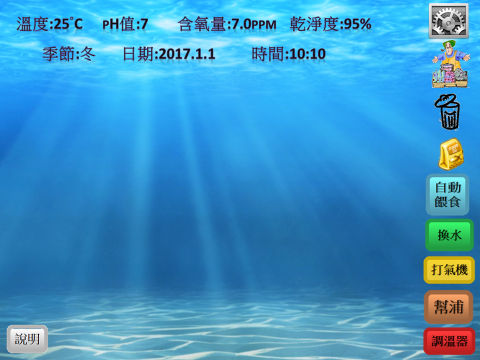 溫度:25°C PH值:7 含氧量:7.0PPM 乾淨度:95%
季節:冬 日期:2017.1.1 時間:10:10
自動
餵食
換水
打氣機
幫浦
調溫器
說明